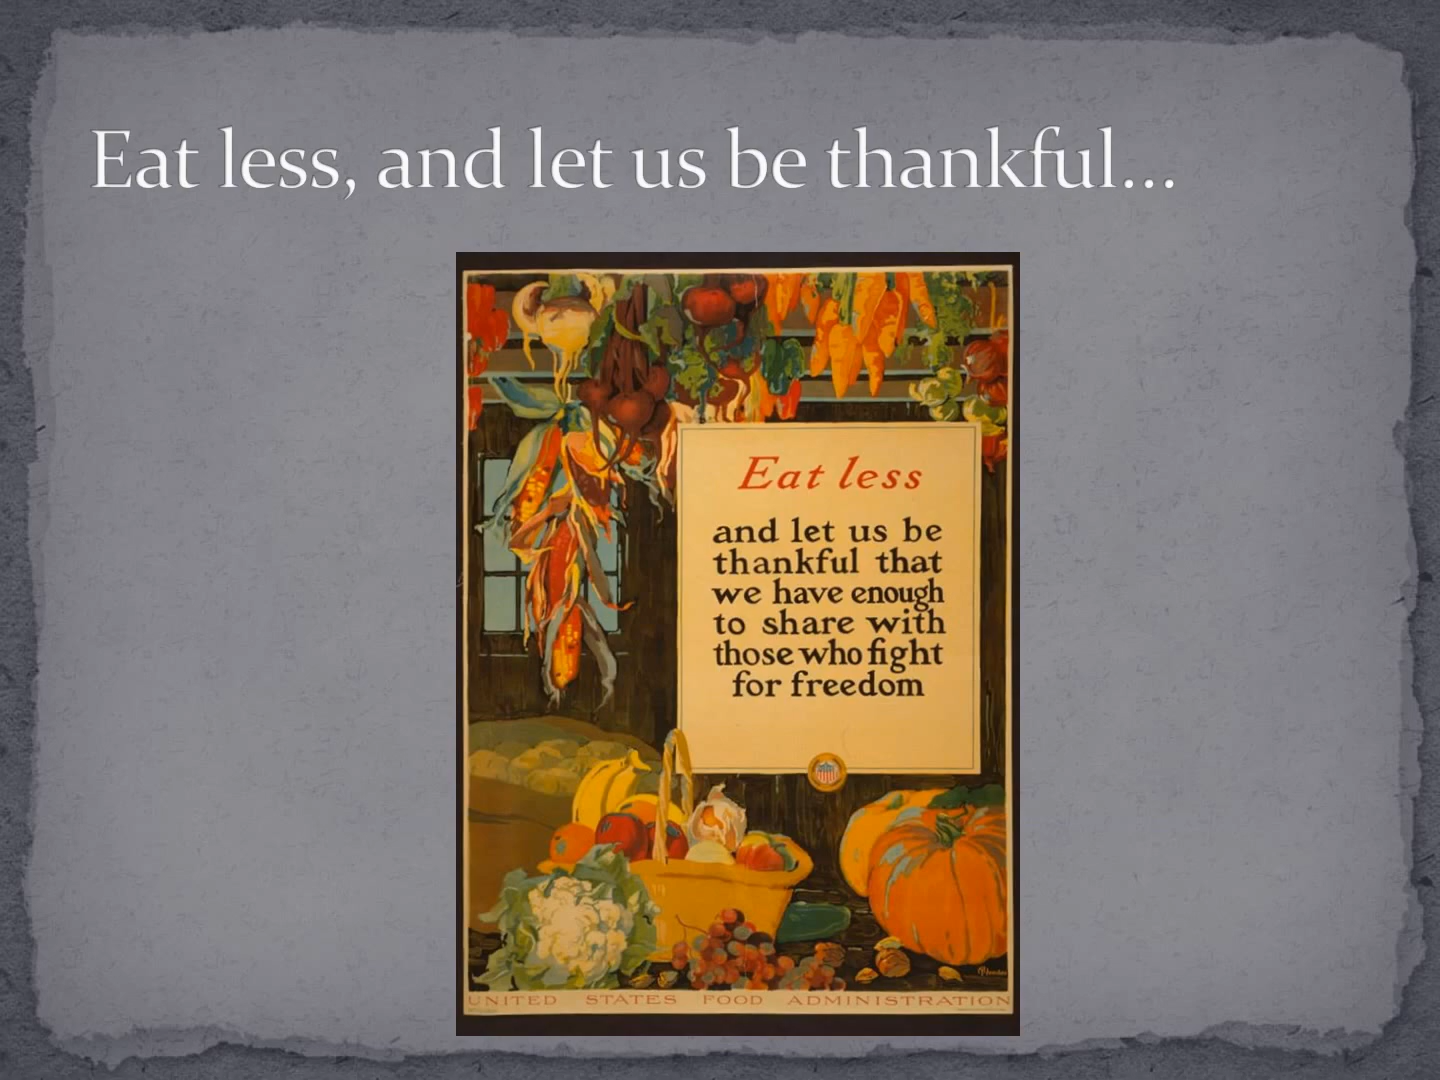 Eat less, and let us be thankful…
Eat less
and let us be
thankful that
we have enough
to share with
those who fight
for freedom
UNITED STATES FOOD ADMINISTRATION